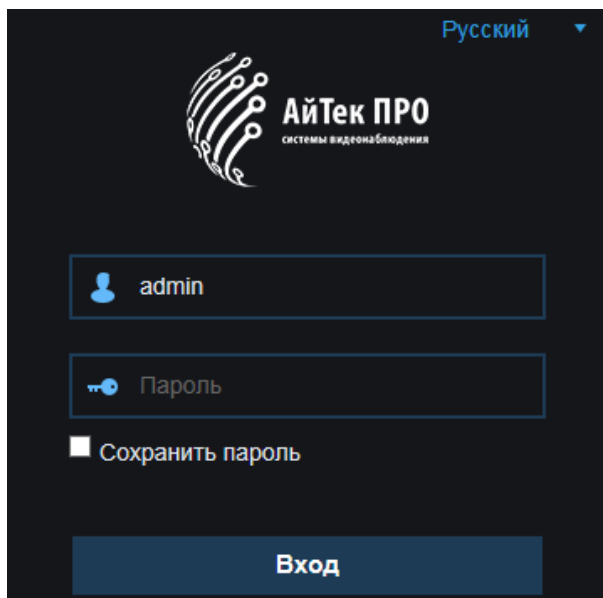 Русский
АйТек ПРО
системы видеонаблюдения
admin
Пароль
Сохранить пароль
Вход